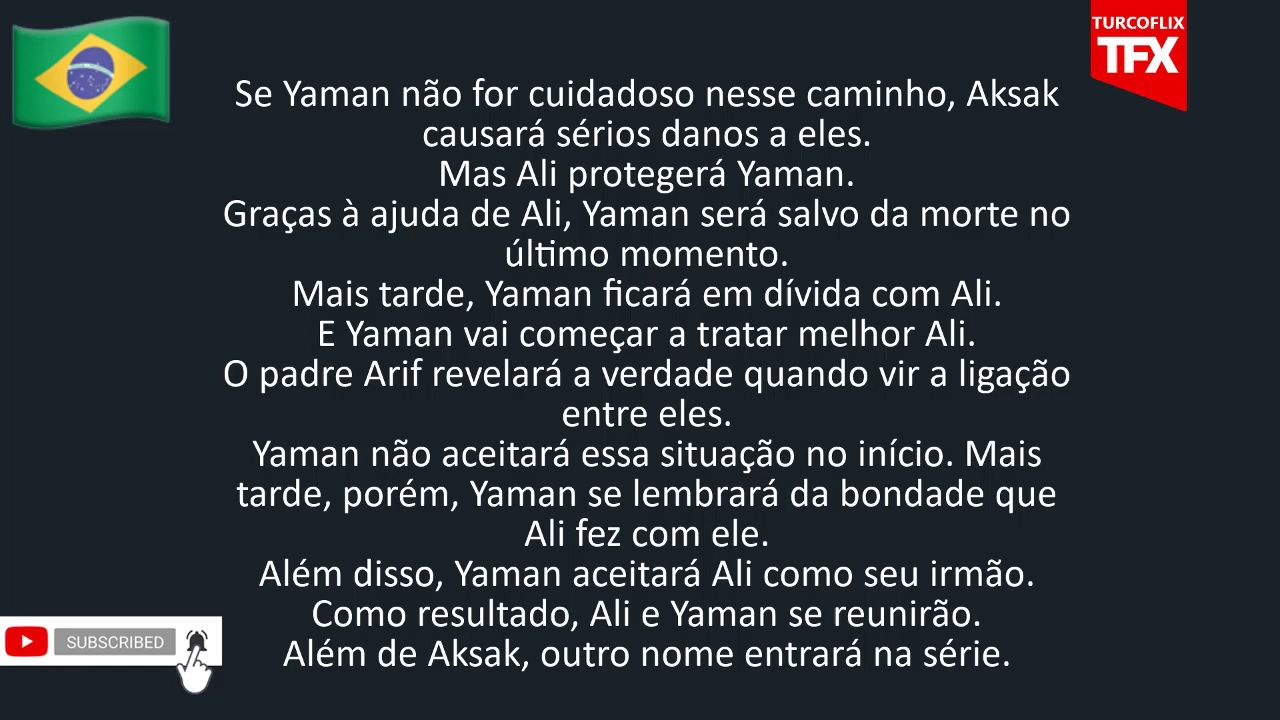 TURCOFLIX
TFX
Se Yaman não for cuidadoso nesse caminho, Aksak
causará sérios danos a eles.
Mas Ali protegerá Yaman.
Graças à ajuda de Ali, Yaman será salvo da morte no
último momento.
Mais tarde, Yaman ficará em dívida com Ali.
E Yaman vai começar a tratar melhor Ali.
O padre Arif revelará a verdade quando vir a ligação
entre eles.
Yaman não aceitará essa situação no início. Mais
tarde, porém, Yaman se lembrará da bondade que
Ali fez com ele.
Além disso, Yaman aceitará Ali como seu irmão.
Como resultado, Ali e Yaman se reunirão.
Além de Aksak, outro nome entrará na série.
SUBSCRIBED